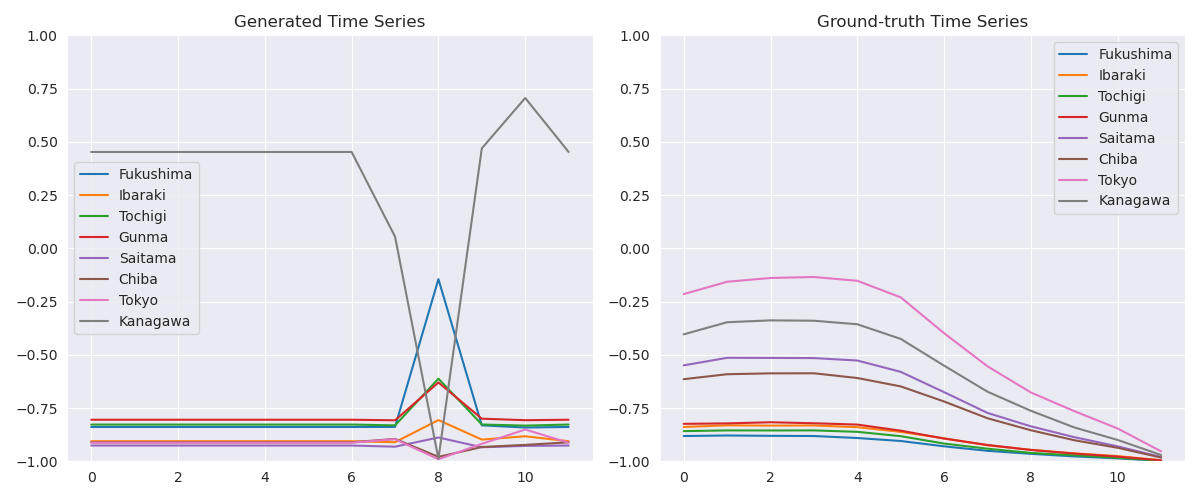 Generated Time Series
1.00
0.75
0.50
0.25
0.00
−0.25
−0.50
−0.75
−1.00
0 2 4 6 8 10
Fukushima
Ibaraki
Tochigi
Gunma
Saitama
Chiba
Tokyo
Kanagawa
Ground-truth Time Series
1.00
0.75
0.50
0.25
0.00
−0.25
−0.50
−0.75
−1.00
0 2 4 6 8 10
Fukushima
Ibaraki
Tochigi
Gunma
Saitama
Chiba
Tokyo
Kanagawa